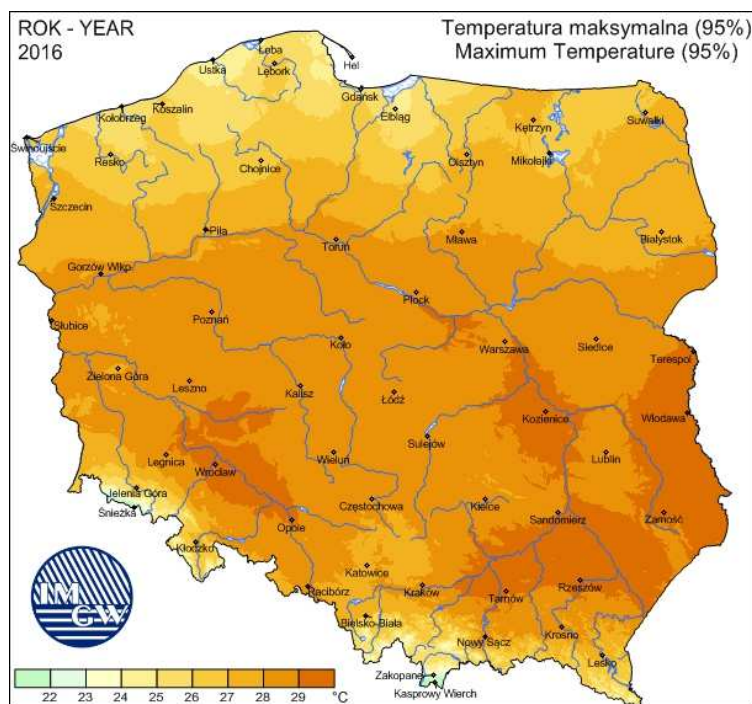 ROK - YEAR
2016
Temperatura maksymalna (95%)
Maximum Temperature (95%)
Łeba
Hel
Ustka
Lębork
Gdańsk
Koszalin
Kołobrzeg
Elbląg
Kętrzyn
Suwałki
Świnoujście
Resko
Chojnice
Olsztyn
Mikołajki
Szczecin
Piła
Toruń
Mława
Białystok
Gorzów Wlkp.
Płock
Słubice
Poznań
Koło
Warszawa
Siedlce
Terespol
Zielona Góra
Leszno
Kalisz
Łódź
Kozienice
Włodawa
Sulejów
Legnica
Wrocław
Wieluń
Lublin
Jelenia Góra
Śnieżka
Częstochowa
Kielce
Sandomierz
Zamość
Opole
Kłodzko
Katowice
Racibórz
Kraków
Tarnów
Rzeszów
Bielsko-Biała
Nowy Sącz
Krosno
Lesko
Zakopane
Kasprowy Wierch
IM
GW
22 23 24 25 26 27 28 29 °C